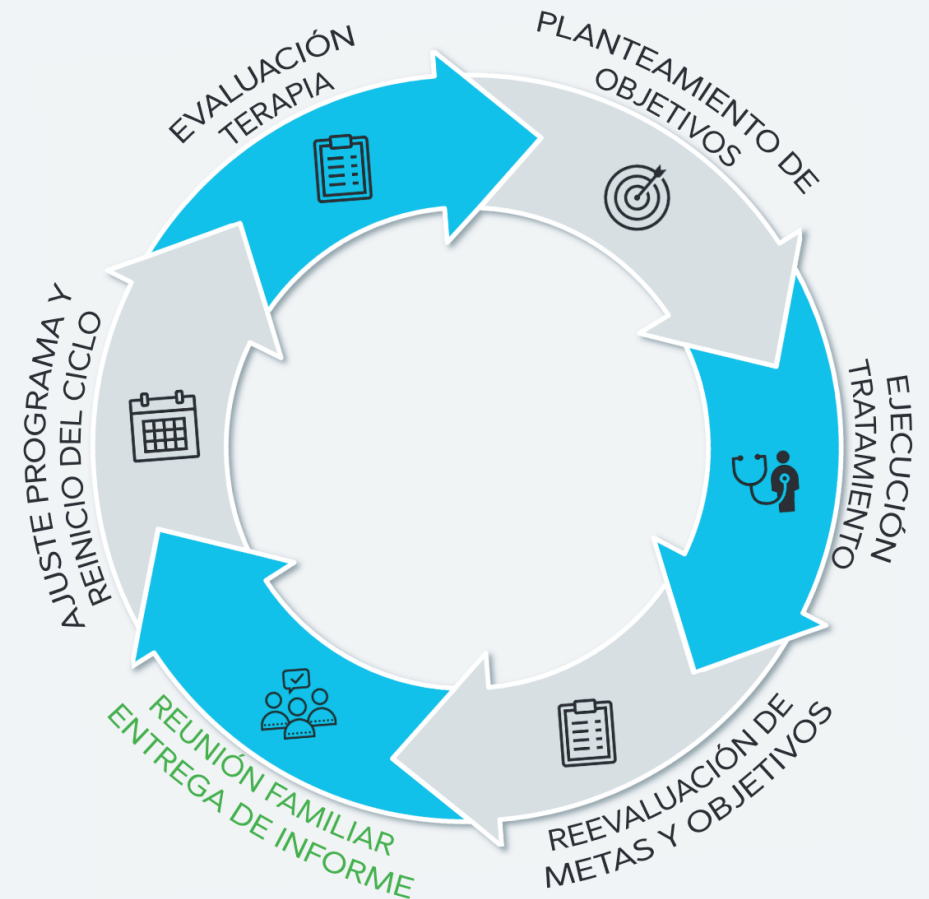 EVALUACIÓN
TERAPIA
PLANTEAMIENTO DE
OBJETIVOS
EJECUCIÓN
TRATAMIENTO
REEVALUACIÓN DE
METAS Y OBJETIVOS
REUNIÓN FAMILIAR
ENTREGA DE INFORME
AJUSTE PROGRAMA Y
REINICIO DEL CICLO